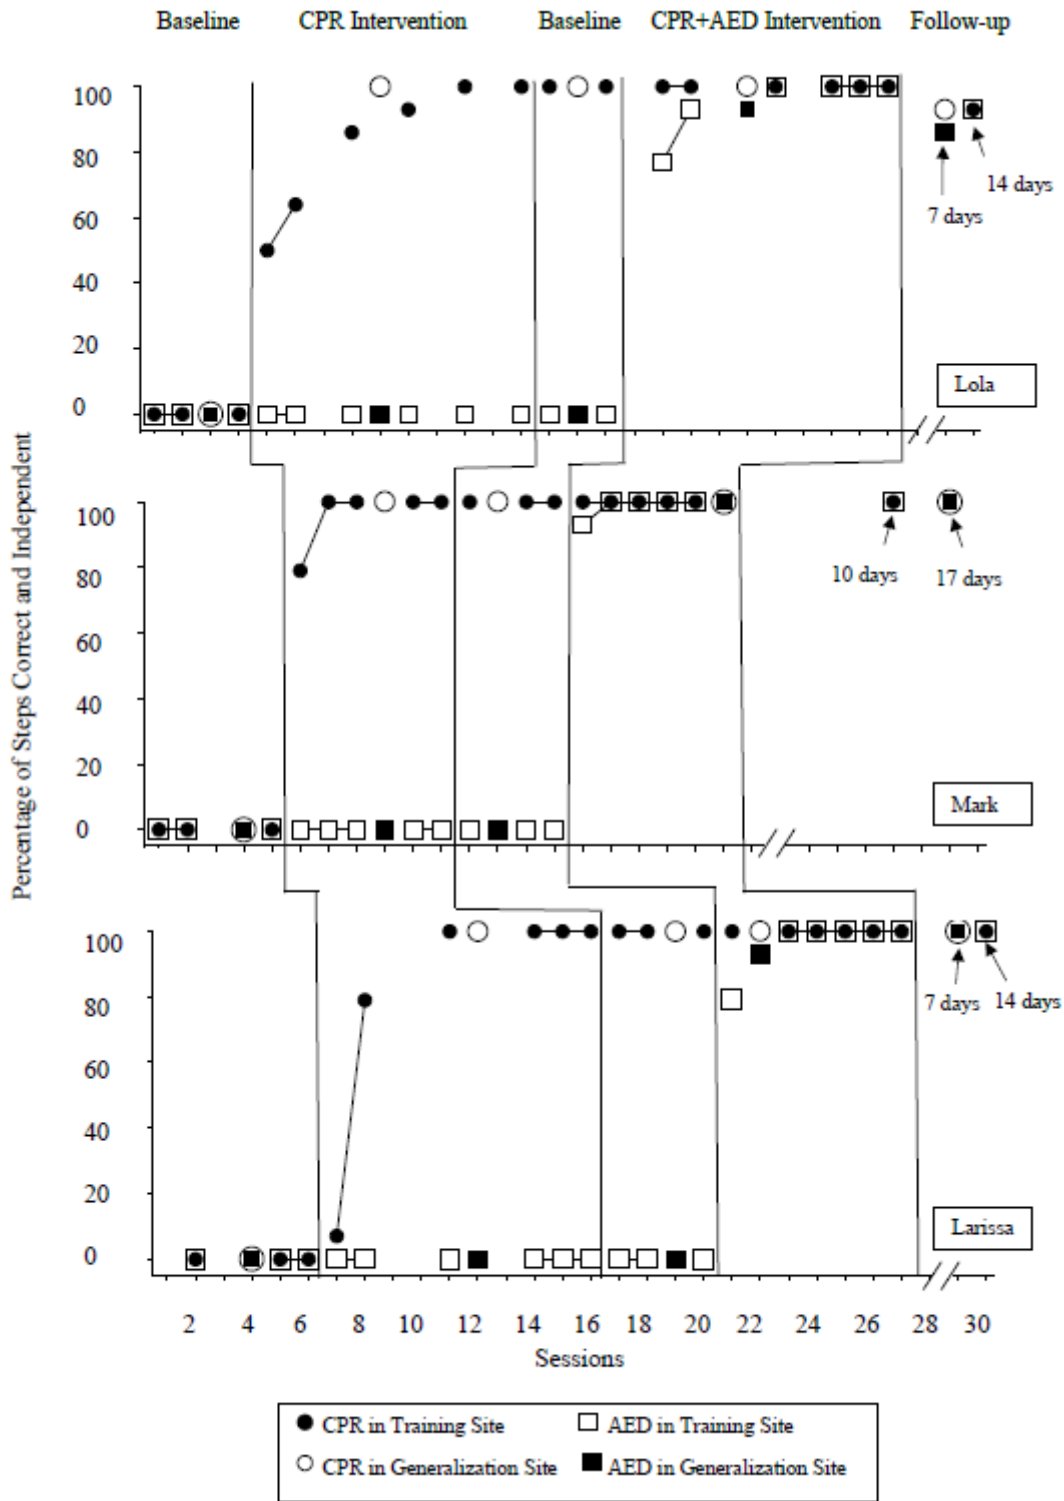 Baseline CPR Intervention Baseline CPR+AED Intervention Follow-up
100
80
60
40
20
0
14 days
7 days
Lola
Percentage of Steps Correct and Independent
100
80
60
40
20
0
10 days 17 days
Mark
100
80
60
40
20
0
7 days 14 days
Larissa
2 4 6 8 10 12 14 16 18 20 22 24 26 28 30
Sessions
CPR in Training Site AED in Training Site
CPR in Generalization Site AED in Generalization Site